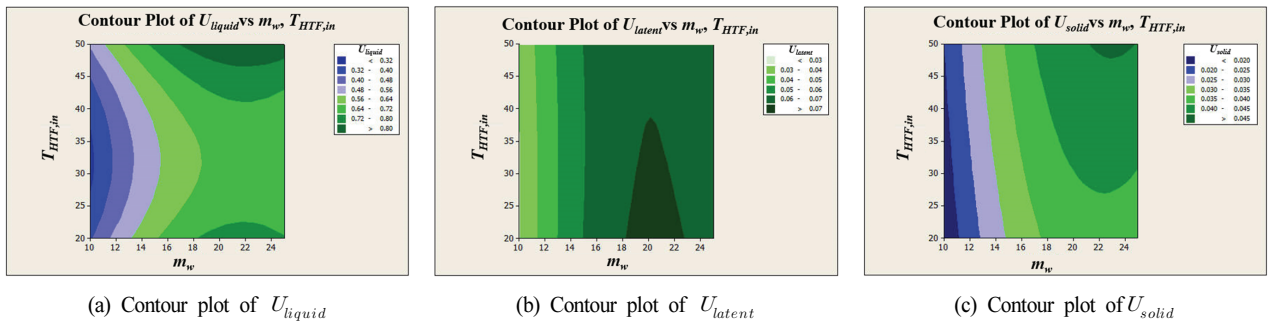 Contour Plot of U_liquid vs m_w, T_HTF,in
T_HTF,in
50
45
40
35
30
25
20
10 12 14 16 18 20 22 24
m_w
U_liquid
< 0.32
0.32 - 0.40
0.40 - 0.48
0.48 - 0.56
0.56 - 0.64
0.64 - 0.72
0.72 - 0.80
> 0.80
(a) Contour plot of U_liquid
Contour Plot of U_latent vs m_w, T_HTF,in
T_HTF,in
50
45
40
35
30
25
20
10 12 14 16 18 20 22 24
m_w
U_latent
< 0.03
0.03 - 0.04
0.04 - 0.05
0.05 - 0.06
0.06 - 0.07
> 0.07
(b) Contour plot of U_latent
Contour Plot of U_solid vs m_w, T_HTF,in
T_HTF,in
50
45
40
35
30
25
20
10 12 14 16 18 20 22 24
m_w
U_solid
< 0.020
0.020 - 0.025
0.025 - 0.030
0.030 - 0.035
0.035 - 0.040
0.040 - 0.045
> 0.045
(c) Contour plot of U_solid